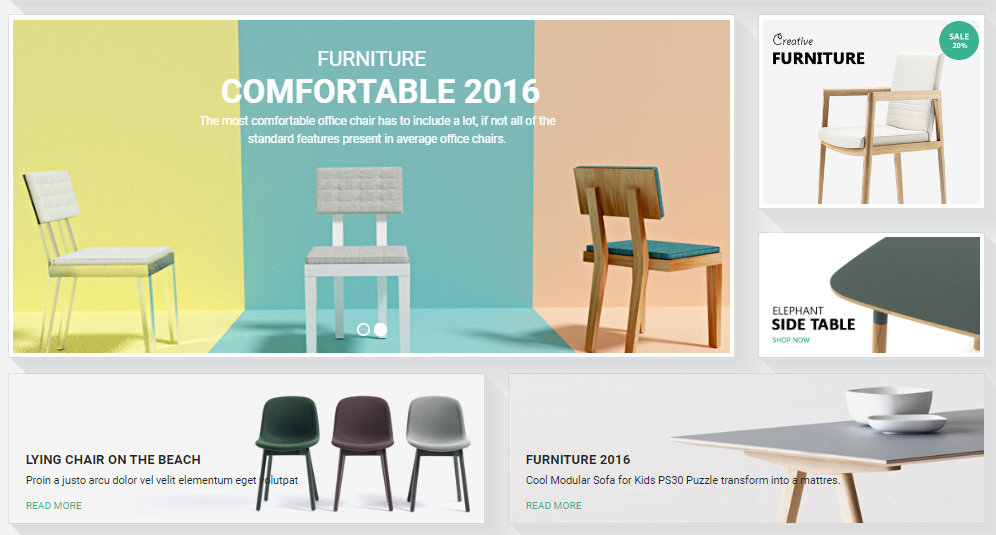 FURNITURE
COMFORTABLE 2016
The most comfortable office chair has to include a lot, if not all of the
standard features present in average office chairs.
Creative
FURNITURE
SALE
20%
ELEPHANT
SIDE TABLE
SHOP NOW
LYING CHAIR ON THE BEACH
Proin a justo arcu dolor vel velit elementum eget volutpat
READ MORE
FURNITURE 2016
Cool Modular Sofa for Kids PS30 Puzzle transform into a mattres.
READ MORE